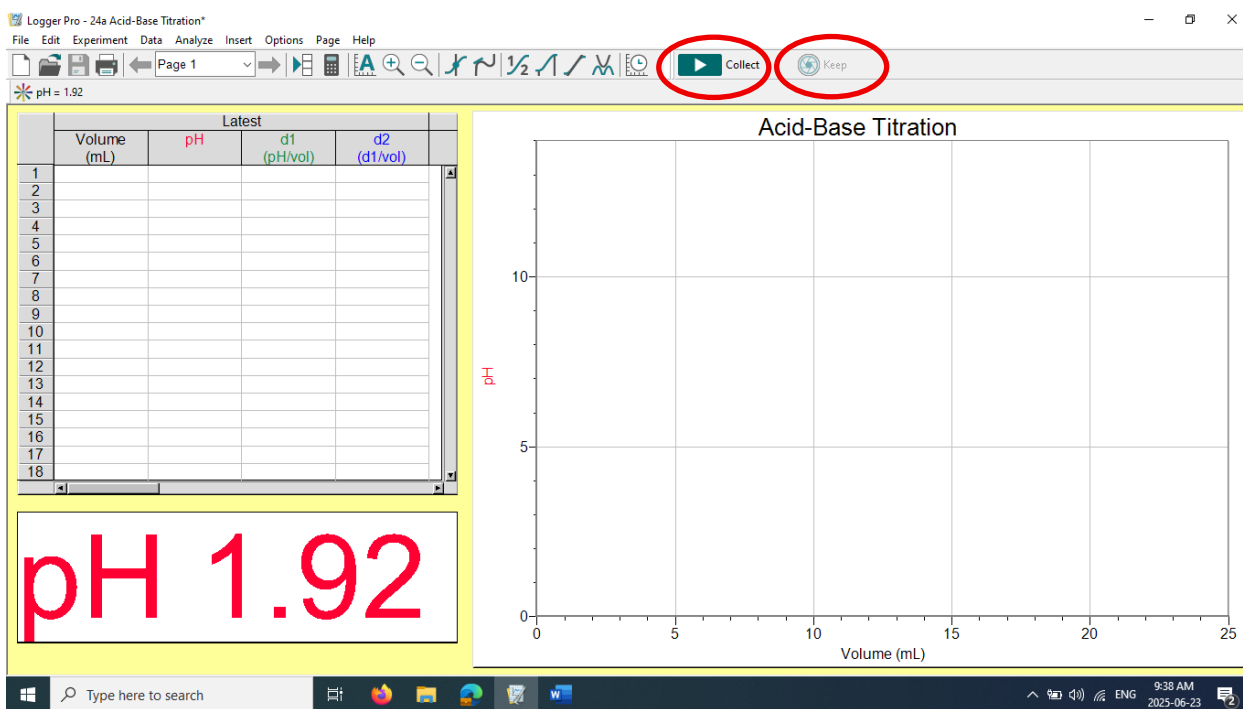 Logger Pro - 24a Acid-Base Titration*
File Edit Experiment Data Analyze Insert Options Page Help
Page 1
Collect
Keep
pH = 1.92
Latest
Volume (mL) pH d1 (pH/vol) d2 (d1/vol)
1
2
3
4
5
6
7
8
9
10
11
12
13
14
15
16
17
18
pH 1.92
Acid-Base Titration
10
5
0
pH
0 5 10 15 20 25
Volume (mL)
Type here to search
ENG
9:38 AM
2025-06-23
2